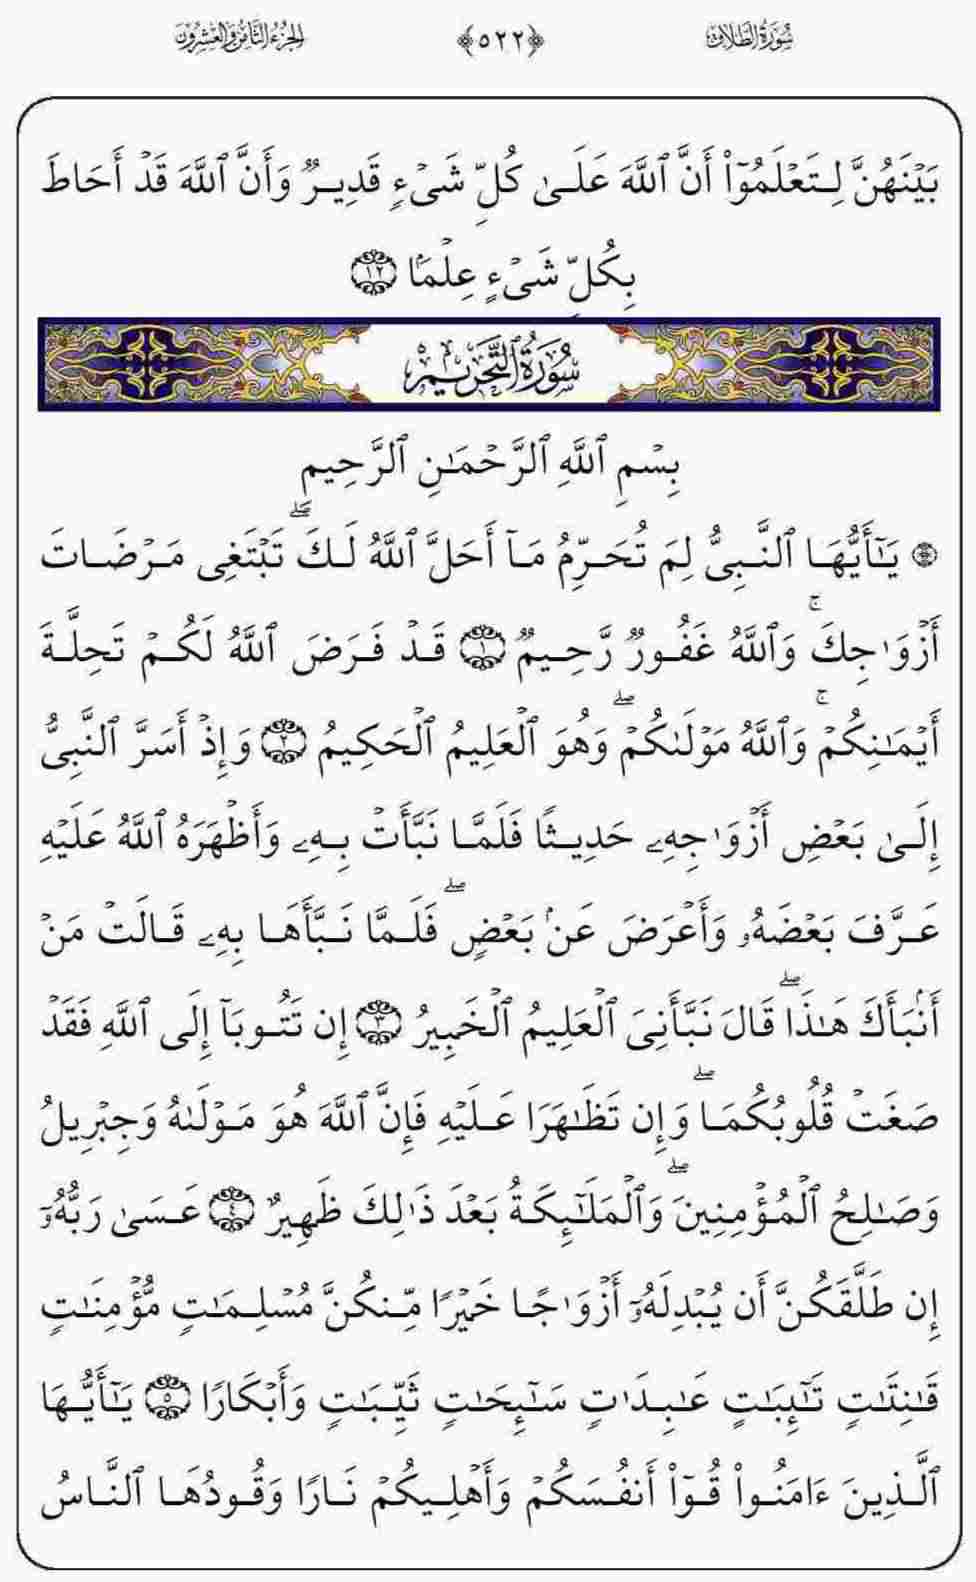 سُورَةُ الطَّلَاقِ ﴿٥٢٢﴾ الجُزْءُ الثَّامِنُ وَالعِشْرُونَ
بَيْنَهُنَّ لِتَعْلَمُوٓا۟ أَنَّ ٱللَّهَ عَلَىٰ كُلِّ شَىْءٍۢ قَدِيرٌۭ وَأَنَّ ٱللَّهَ قَدْ أَحَاطَ
بِكُلِّ شَىْءٍ عِلْمًۢا ١٢
سُورَةُ التَّحْرِيمِ
بِسْمِ ٱللَّهِ ٱلرَّحْمَـٰنِ ٱلرَّحِيمِ
۞ يَـٰٓأَيُّهَا ٱلنَّبِىُّ لِمَ تُحَرِّمُ مَآ أَحَلَّ ٱللَّهُ لَكَ ۖ تَبْتَغِى مَرْضَاتَ
أَزْوَٰجِكَ ۚ وَٱللَّهُ غَفُورٌۭ رَّحِيمٌۭ ١ قَدْ فَرَضَ ٱللَّهُ لَكُمْ تَحِلَّةَ
أَيْمَـٰنِكُمْ ۚ وَٱللَّهُ مَوْلَىٰكُمْ ۖ وَهُوَ ٱلْعَلِيمُ ٱلْحَكِيمُ ٢ وَإِذْ أَسَرَّ ٱلنَّبِىُّ
إِلَىٰ بَعْضِ أَزْوَٰجِهِۦ حَدِيثًۭا فَلَمَّا نَبَّأَتْ بِهِۦ وَأَظْهَرَهُ ٱللَّهُ عَلَيْهِ
عَرَّفَ بَعْضَهُۥ وَأَعْرَضَ عَنۢ بَعْضٍۢ ۖ فَلَمَّا نَبَّأَهَا بِهِۦ قَالَتْ مَنْ
أَنۢبَأَكَ هَـٰذَا ۖ قَالَ نَبَّأَنِىَ ٱلْعَلِيمُ ٱلْخَبِيرُ ٣ إِن تَتُوبَآ إِلَى ٱللَّهِ فَقَدْ
صَغَتْ قُلُوبُكُمَا ۖ وَإِن تَظَـٰهَرَا عَلَيْهِ فَإِنَّ ٱللَّهَ هُوَ مَوْلَىٰهُ وَجِبْرِيلُ
وَصَـٰلِحُ ٱلْمُؤْمِنِينَ ۖ وَٱلْمَلَـٰٓئِكَةُ بَعْدَ ذَٰلِكَ ظَهِيرٌ ٤ عَسَىٰ رَبُّهُۥٓ
إِن طَلَّقَكُنَّ أَن يُبْدِلَهُۥٓ أَزْوَٰجًا خَيْرًۭا مِّنكُنَّ مُسْلِمَـٰتٍۢ مُّؤْمِنَـٰتٍۢ
قَـٰنِتَـٰتٍۢ تَـٰٓئِبَـٰتٍ عَـٰبِدَٰتٍۢ سَـٰٓئِحَـٰتٍۢ ثَيِّبَـٰتٍۢ وَأَبْكَارًۭا ٥ يَـٰٓأَيُّهَا
ٱلَّذِينَ ءَامَنُوا۟ قُوٓا۟ أَنفُسَكُمْ وَأَهْلِيكُمْ نَارًۭا وَقُودُهَا ٱلنَّاسُ